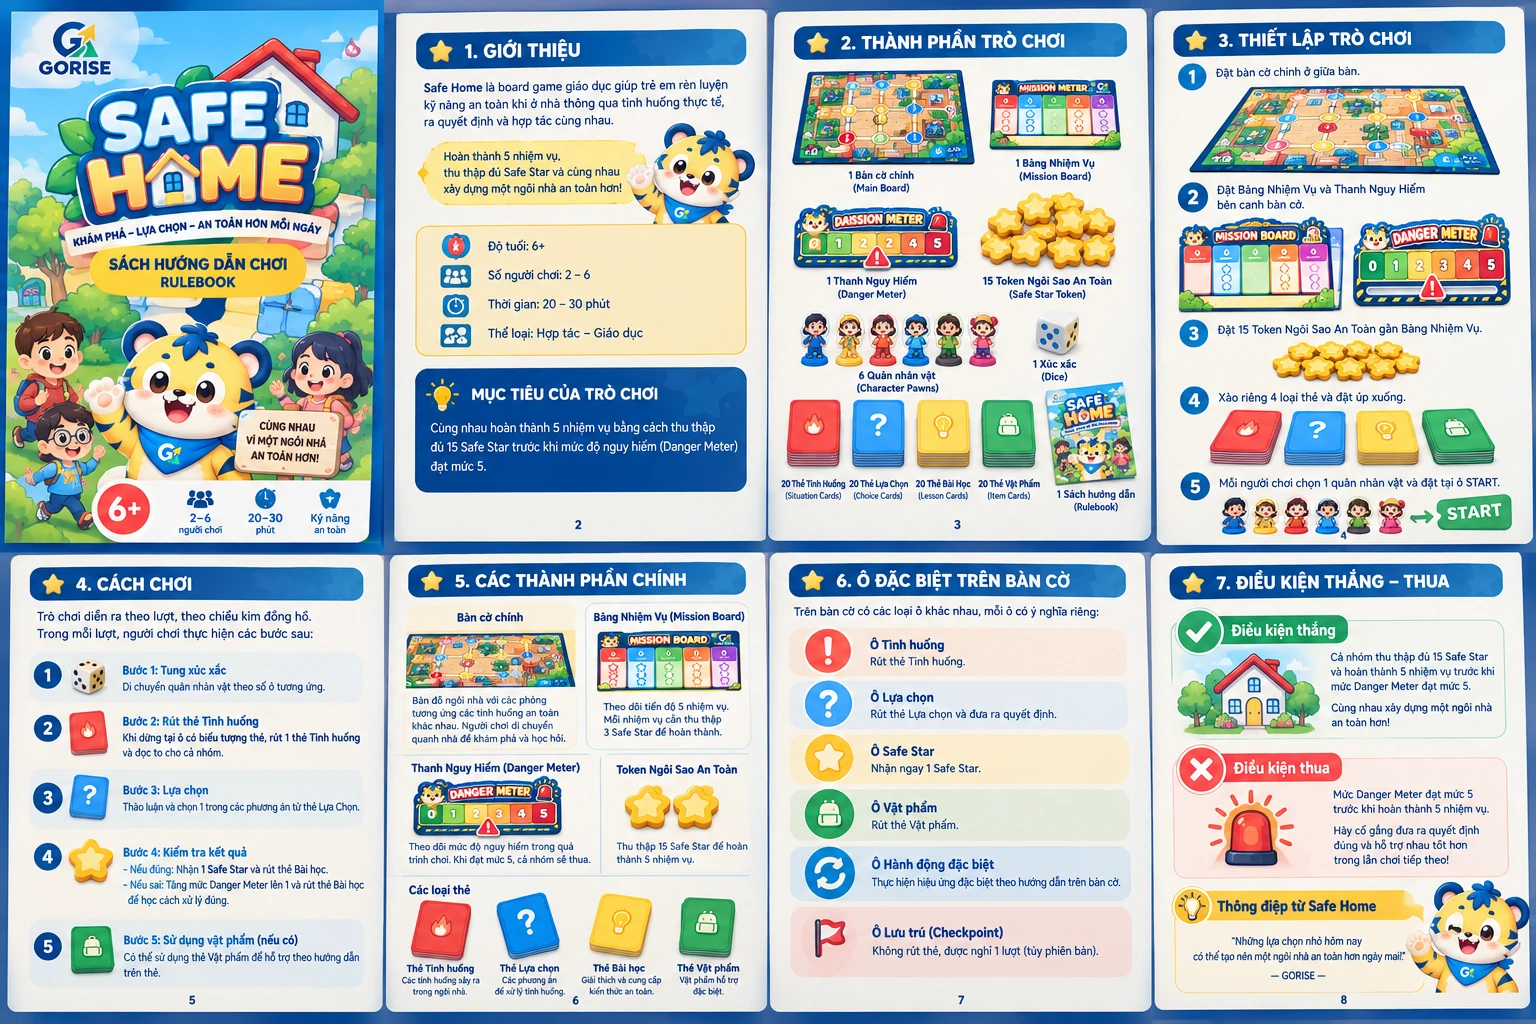 GORISE
SAFE
HOME
KHÁM PHÁ – LỰA CHỌN – AN TOÀN HƠN MỖI NGÀY
SÁCH HƯỚNG DẪN CHƠI
RULEBOOK
CÙNG NHAU
VÌ MỘT NGÔI NHÀ
AN TOÀN HƠN!
6+
2–6
người chơi
20–30
phút
Kỹ năng
an toàn
1. GIỚI THIỆU
Safe Home là board game giáo dục giúp trẻ em rèn luyện
kỹ năng an toàn khi ở nhà thông qua tình huống thực tế,
ra quyết định và hợp tác cùng nhau.
Hoàn thành 5 nhiệm vụ,
thu thập đủ Safe Star và cùng nhau
xây dựng một ngôi nhà an toàn hơn!
Độ tuổi: 6+
Số người chơi: 2 – 6
Thời gian: 20 – 30 phút
Thể loại: Hợp tác – Giáo dục
MỤC TIÊU CỦA TRÒ CHƠI
Cùng nhau hoàn thành 5 nhiệm vụ bằng cách thu thập
đủ 15 Safe Star trước khi mức độ nguy hiểm (Danger Meter)
đạt mức 5.
2
2. THÀNH PHẦN TRÒ CHƠI
MISSION METER
1 Bàn cờ chính
(Main Board)
1 Bảng Nhiệm Vụ
(Mission Board)
DAISSION METER
0 1 2 2 4 5
1 Thanh Nguy Hiểm
(Danger Meter)
15 Token Ngôi Sao An Toàn
(Safe Star Token)
6 Quân nhân vật
(Character Pawns)
1 Xúc xắc
(Dice)
SAFE
HOME
20 Thẻ Tình Huống
(Situation Cards)
20 Thẻ Lựa Chọn
(Choice Cards)
20 Thẻ Bài Học
(Lesson Cards)
20 Thẻ Vật Phẩm
(Item Cards)
1 Sách hướng dẫn
(Rulebook)
3
3. THIẾT LẬP TRÒ CHƠI
1
Đặt bàn cờ chính ở giữa bàn.
2
Đặt Bảng Nhiệm Vụ và Thanh Nguy Hiểm
bên cạnh bàn cờ.
MISSION BOARD
DANGER METER
0 1 2 3 4 5
3
Đặt 15 Token Ngôi Sao An Toàn gần Bảng Nhiệm Vụ.
4
Xào riêng 4 loại thẻ và đặt úp xuống.
5
Mỗi người chơi chọn 1 quân nhân vật và đặt tại ô START.
START
4
4. CÁCH CHƠI
Trò chơi diễn ra theo lượt, theo chiều kim đồng hồ.
Trong mỗi lượt, người chơi thực hiện các bước sau:
1
Bước 1: Tung xúc xắc
Di chuyển quân nhân vật theo số ô tương ứng.
2
Bước 2: Rút thẻ Tình huống
Khi dừng tại ô có biểu tượng thẻ, rút 1 thẻ Tình huống
và đọc to cho cả nhóm.
3
Bước 3: Lựa chọn
Thảo luận và chọn 1 trong các phương án từ thẻ Lựa Chọn.
4
Bước 4: Kiểm tra kết quả
- Nếu đúng: Nhận 1 Safe Star và rút thẻ Bài học.
- Nếu sai: Tăng mức Danger Meter lên 1 và rút thẻ Bài học
để học cách xử lý đúng.
5
Bước 5: Sử dụng vật phẩm (nếu có)
Có thể sử dụng thẻ Vật phẩm để hỗ trợ theo hướng dẫn
trên thẻ.
5
5. CÁC THÀNH PHẦN CHÍNH
Bàn cờ chính
Bản đồ ngôi nhà với các phòng
tương ứng các tình huống an toàn
khác nhau. Người chơi di chuyển
quanh nhà để khám phá và học hỏi.
Bảng Nhiệm Vụ (Mission Board)
MISSION BOARD
Theo dõi tiến độ 5 nhiệm vụ.
Mỗi nhiệm vụ cần thu thập
3 Safe Star để hoàn thành.
Thanh Nguy Hiểm (Danger Meter)
DANGER METER
0 1 2 3 4 5
Theo dõi mức độ nguy hiểm trong quá
trình chơi. Khi đạt mức 5, cả nhóm sẽ thua.
Token Ngôi Sao An Toàn
Thu thập 15 Safe Star để hoàn
thành 5 nhiệm vụ.
Các loại thẻ
Thẻ Tình huống
Các tình huống xảy ra
trong ngôi nhà.
Thẻ Lựa chọn
Các phương án
để xử lý tình huống.
Thẻ Bài học
Giải thích và cung cấp
kiến thức an toàn.
Thẻ Vật phẩm
Vật phẩm hỗ trợ
đặc biệt.
6
6. Ô ĐẶC BIỆT TRÊN BÀN CỜ
Trên bàn cờ có các loại ô khác nhau, mỗi ô có ý nghĩa riêng:
Ô Tình huống
Rút thẻ Tình huống.
Ô Lựa chọn
Rút thẻ Lựa chọn và đưa ra quyết định.
Ô Safe Star
Nhận ngay 1 Safe Star.
Ô Vật phẩm
Rút thẻ Vật phẩm.
Ô Hành động đặc biệt
Thực hiện hiệu ứng đặc biệt theo hướng dẫn trên bàn cờ.
Ô Lưu trú (Checkpoint)
Không rút thẻ, được nghỉ 1 lượt (tùy phiên bản).
7
7. ĐIỀU KIỆN THẮNG – THUA
Điều kiện thắng
Cả nhóm thu thập đủ 15 Safe Star
và hoàn thành 5 nhiệm vụ trước khi
mức Danger Meter đạt mức 5.
Cùng nhau xây dựng một ngôi nhà
an toàn hơn!
Điều kiện thua
Mức Danger Meter đạt mức 5
trước khi hoàn thành 5 nhiệm vụ.
Hãy cố gắng đưa ra quyết định
đúng và hỗ trợ nhau tốt hơn
trong lần chơi tiếp theo!
Thông điệp từ Safe Home
"Những lựa chọn nhỏ hôm nay
có thể tạo nên một ngôi nhà an toàn hơn ngày mai!"
— GORISE —
8